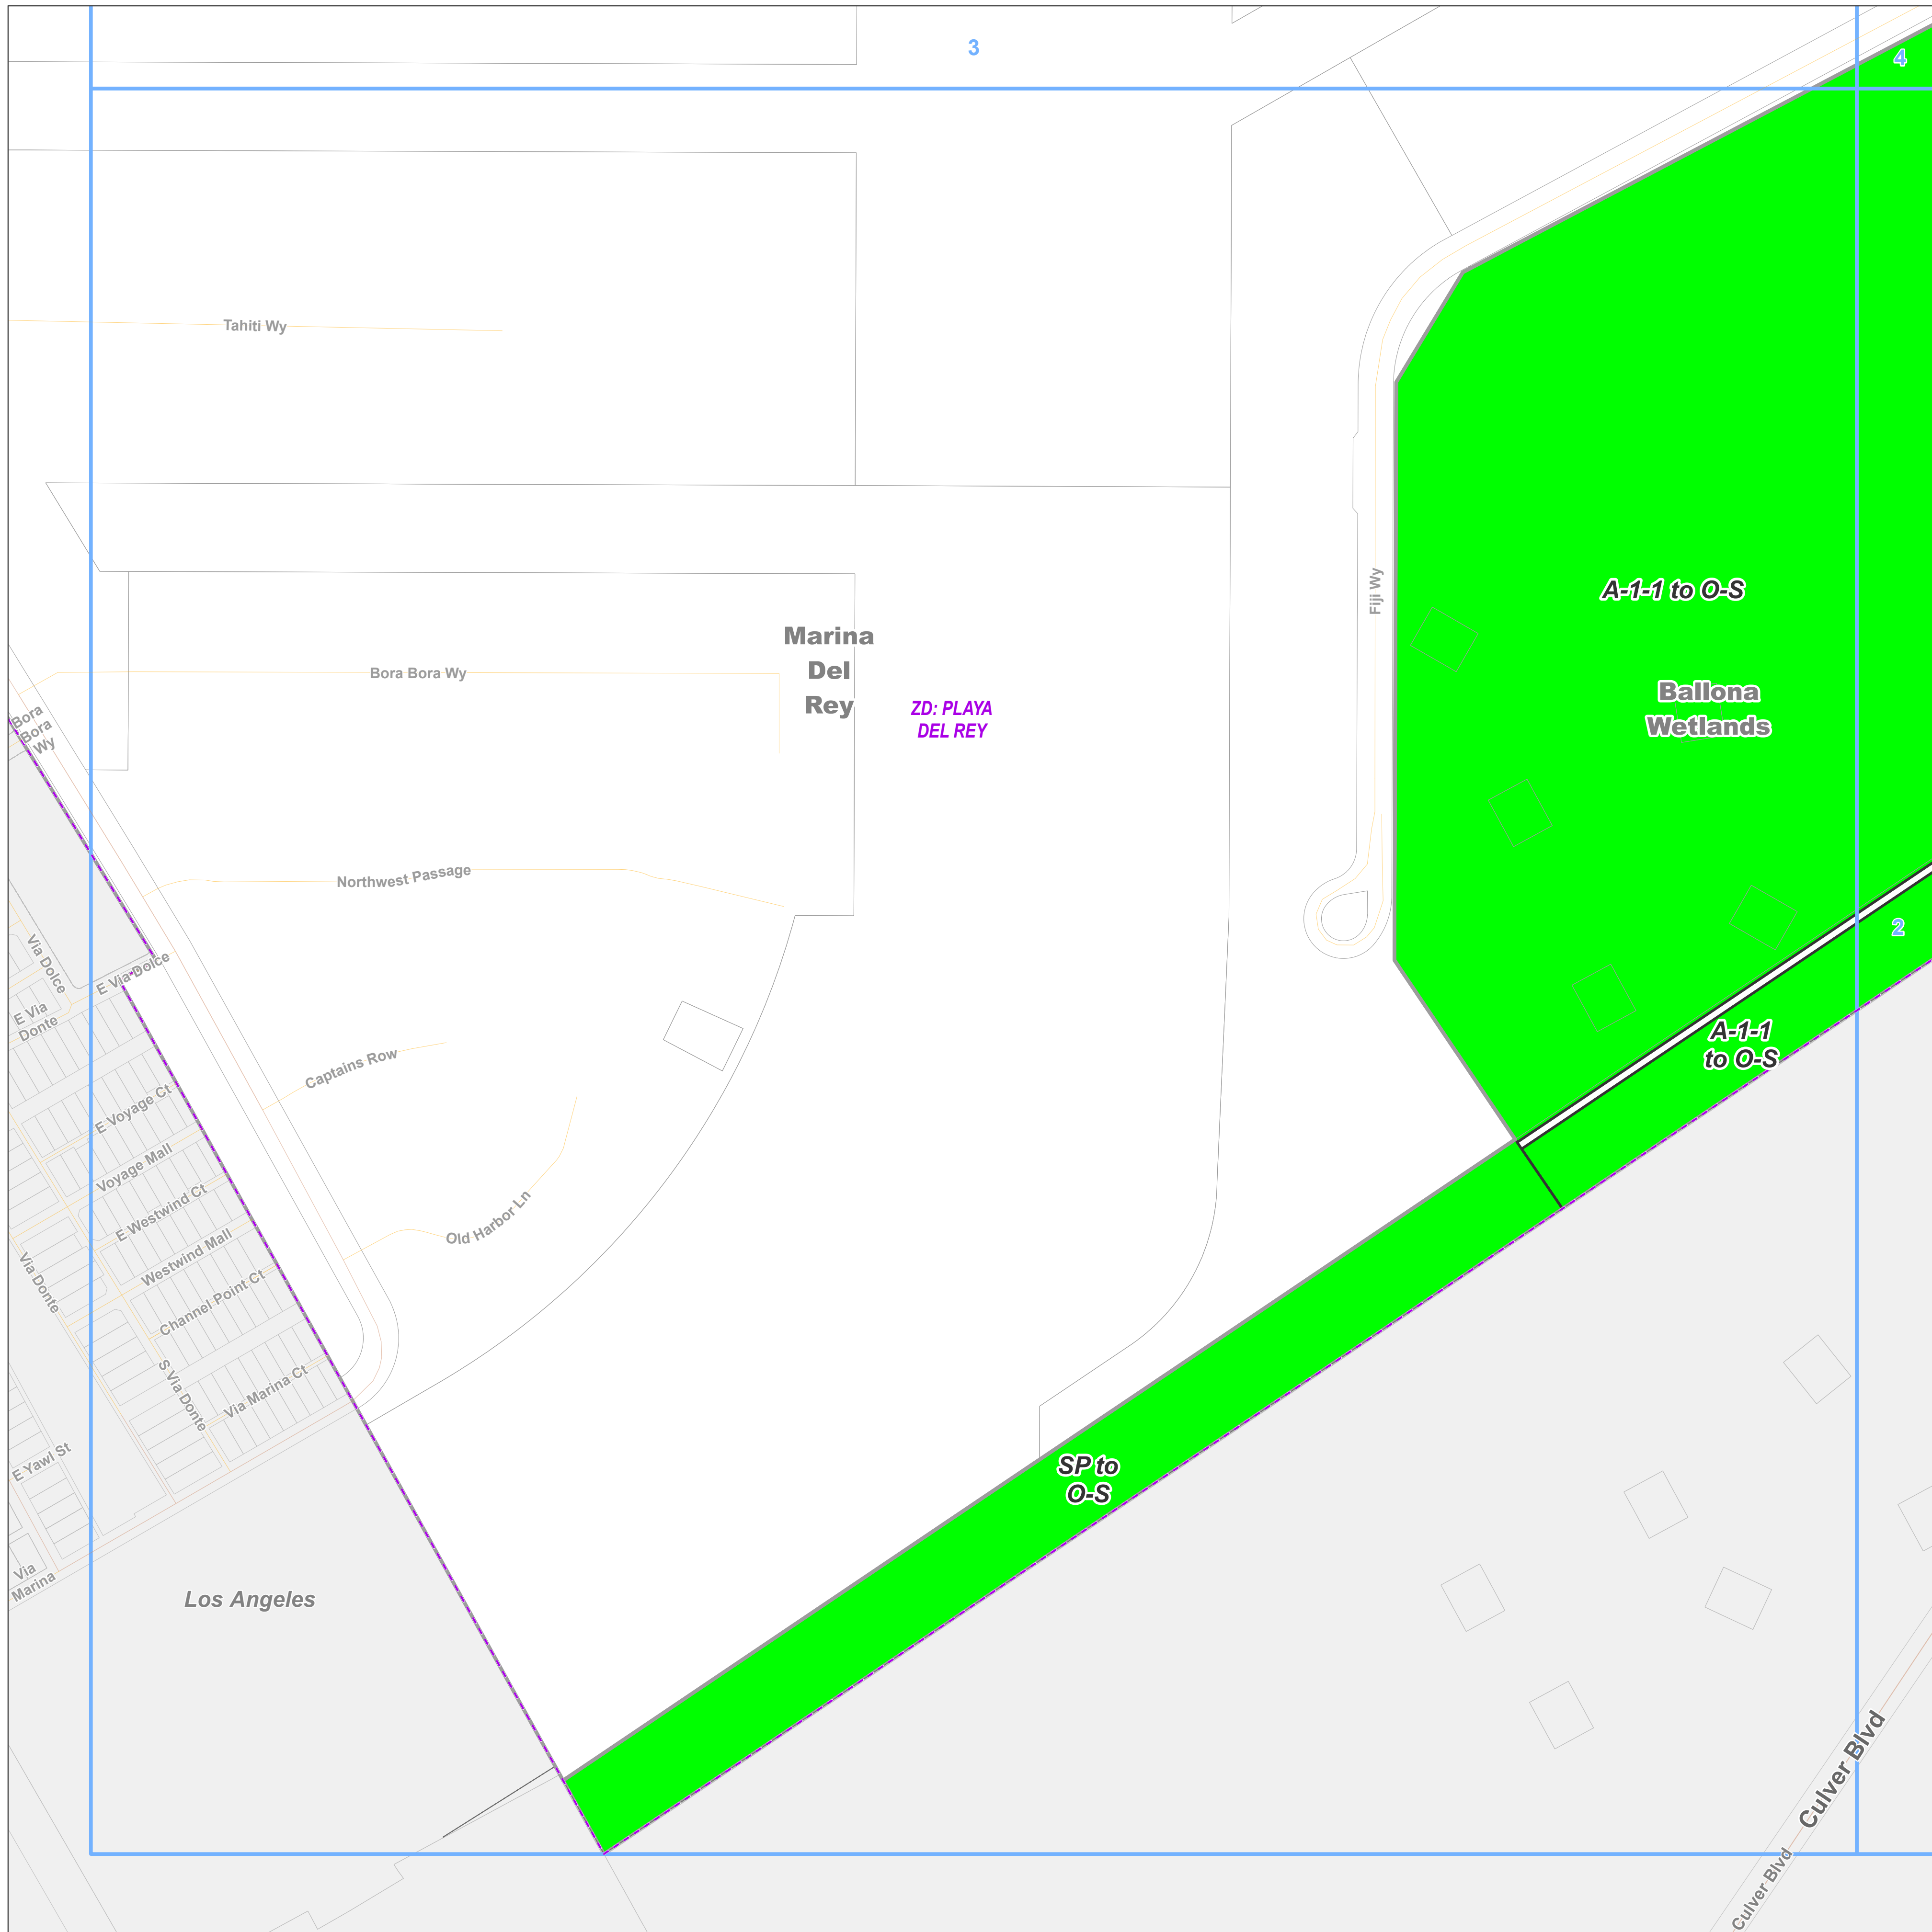 3
4
Tahiti Wy
Fiji Wy
A-1-1 to O-S
Marina
Del
Rey
Bora Bora Wy
ZD: PLAYA
DEL REY
Ballona
Wetlands
Bora
Bora
Wy
Northwest Passage
2
Via Dolce
E Via Dolce
E Via
Donte
A-1-1
to O-S
Captains Row
E Voyage Ct
Voyage Mall
E Westwind Ct
Old Harbor Ln
Westwind Mall
Via Donte
Channel Point Ct
S Via Donte
Via Marina Ct
E Yawl St
SP to
O-S
Via
Marina
Los Angeles
Culver Blvd
Culver Blvd